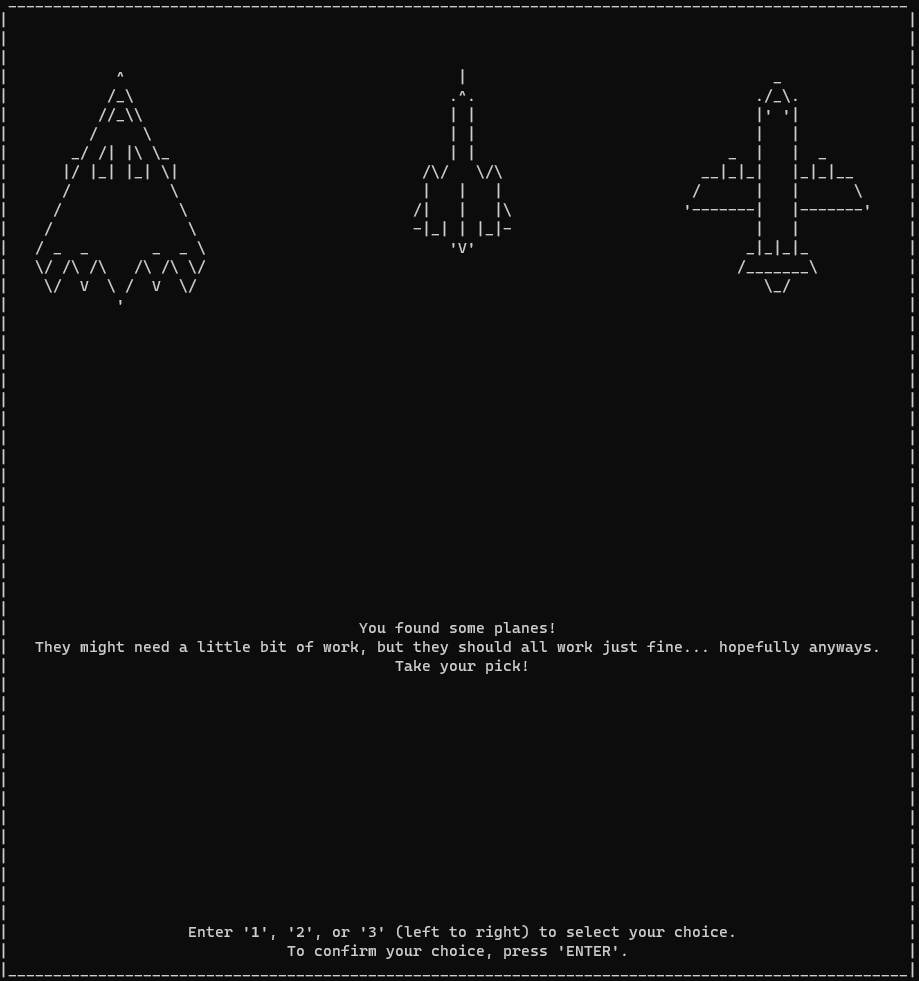 You found some planes!
They might need a little bit of work, but they should all work just fine... hopefully anyways.
Take your pick!
Enter '1', '2', or '3' (left to right) to select your choice.
To confirm your choice, press 'ENTER'.